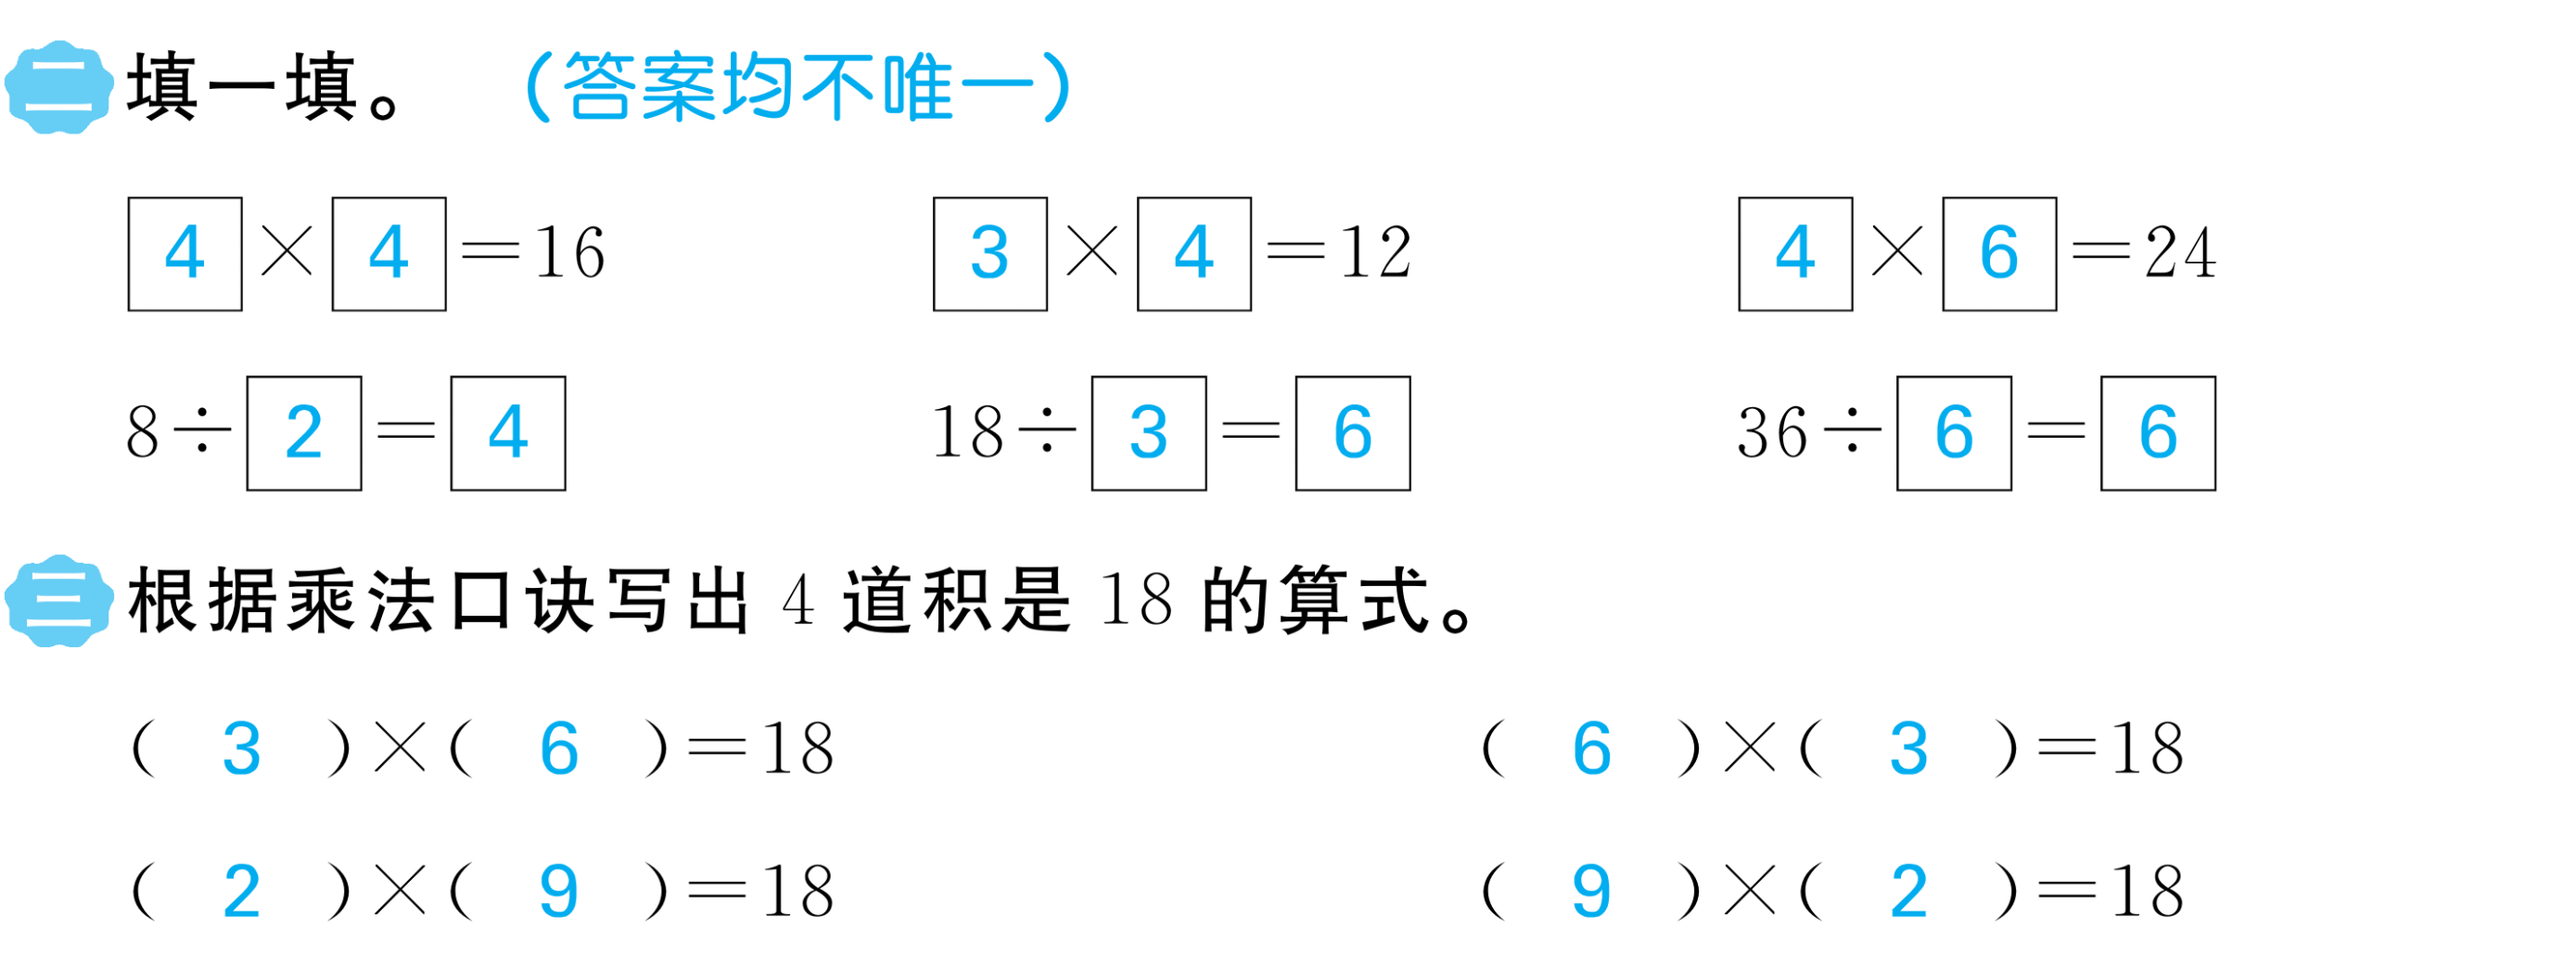 二 填一填。 (答案均不唯一)
4×4=16 3×4=12 4×6=24
8÷2=4 18÷3=6 36÷6=6
三 根据乘法口诀写出 4 道积是 18 的算式。
( 3 )×( 6 )=18 ( 6 )×( 3 )=18
( 2 )×( 9 )=18 ( 9 )×( 2 )=18